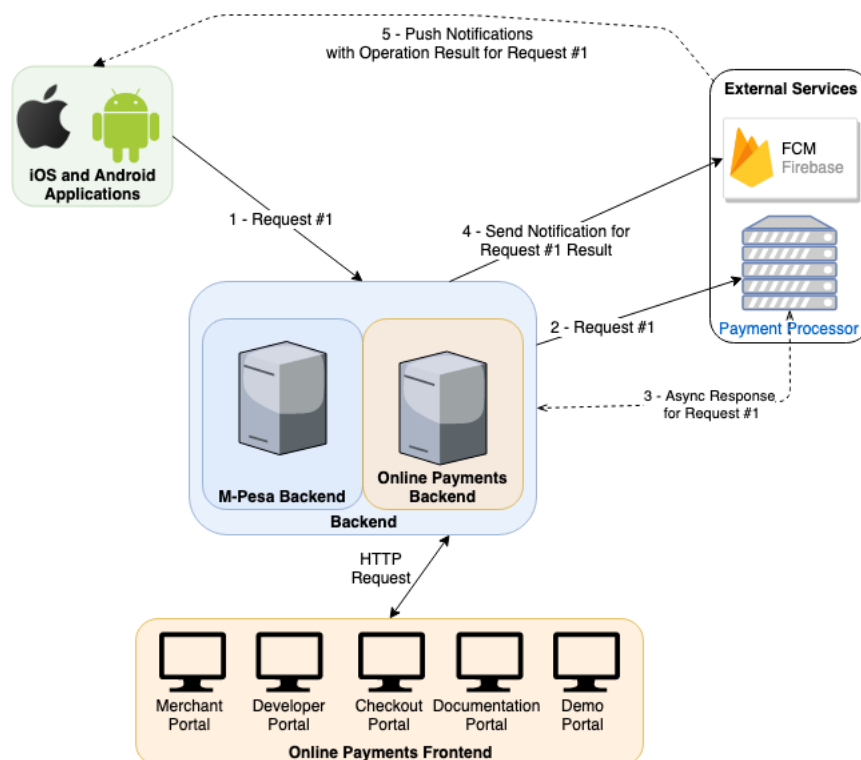 5 - Push Notifications
with Operation Result for Request #1
External Services
FCM
Firebase
iOS and Android
Applications
1 - Request #1
4 - Send Notification for
Request #1 Result
2 - Request #1
Payment Processor
3 - Async Response
for Request #1
M-Pesa Backend
Online Payments
Backend
Backend
HTTP
Request
Merchant
Portal
Developer
Portal
Checkout
Portal
Documentation
Portal
Demo
Portal
Online Payments Frontend